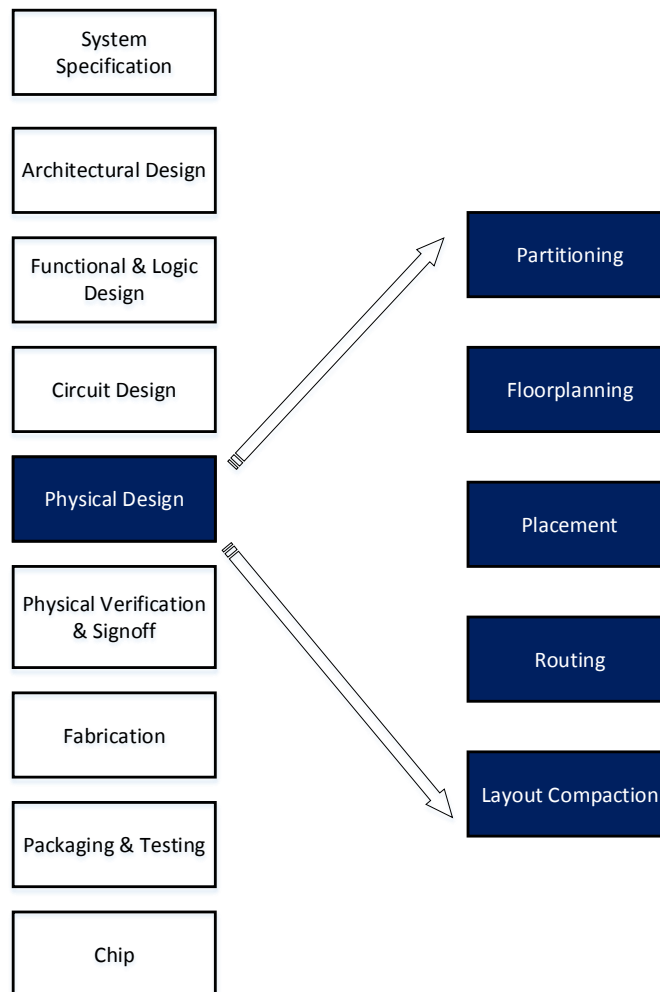 System
Specification
Architectural Design
Functional & Logic
Design
Circuit Design
Physical Design
Physical Verification
& Signoff
Fabrication
Packaging & Testing
Chip
Partitioning
Floorplanning
Placement
Routing
Layout Compaction